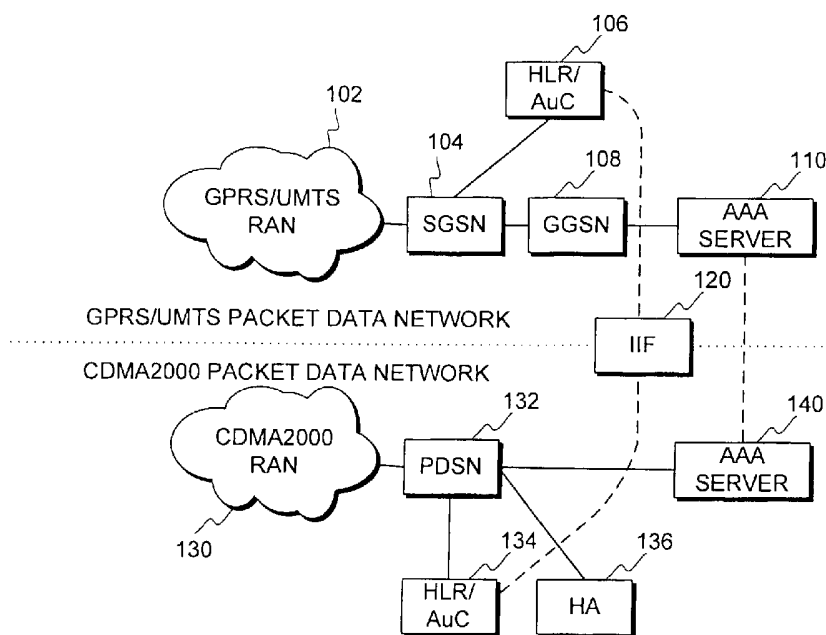 106
HLR/
AuC
102
104
108
110
GPRS/UMTS
RAN
SGSN
GGSN
AAA
SERVER
120
GPRS/UMTS PACKET DATA NETWORK
IIF
CDMA2000 PACKET DATA NETWORK
132
140
CDMA2000
RAN
PDSN
AAA
SERVER
130
134
136
HLR/
AuC
HA